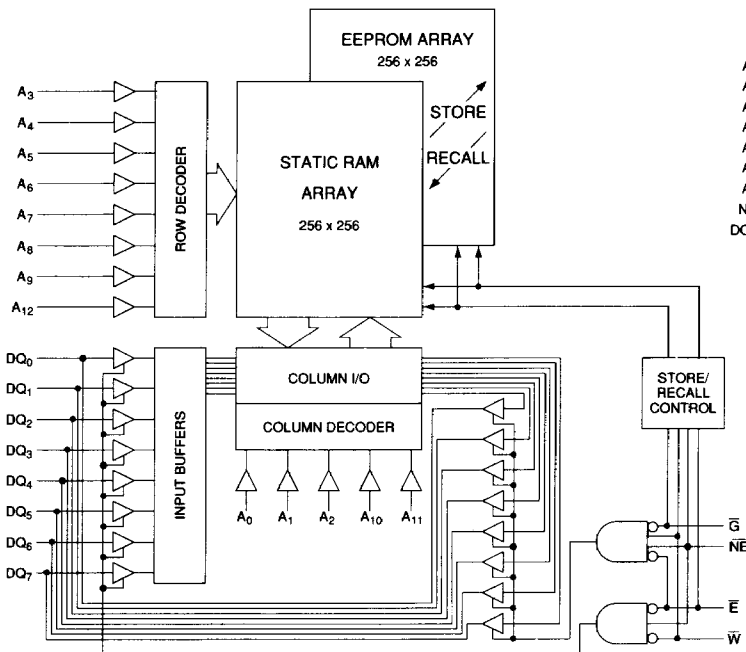 EEPROM ARRAY
256 x 256
STORE
RECALL
STATIC RAM
ARRAY
256 x 256
A3
A4
A5
A6
A7
A8
A9
A12
ROW DECODER
DQ0
DQ1
DQ2
DQ3
DQ4
DQ5
DQ6
DQ7
INPUT BUFFERS
COLUMN I/O
COLUMN DECODER
A0
A1
A2
A10
A11
STORE/
RECALL
CONTROL
G̅
N̅E̅
E̅
W̅
A
A
A
A
A
A
A
N
DQ